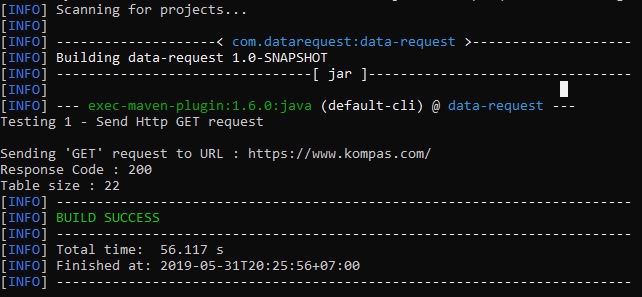 [INFO] Scanning for projects...
[INFO]
[INFO] --------------------< com.datarequest:data-request >--------------------
[INFO] Building data-request 1.0-SNAPSHOT
[INFO] --------------------------------[ jar ]---------------------------------
[INFO]
[INFO] --- exec-maven-plugin:1.6.0:java (default-cli) @ data-request ---
Testing 1 - Send Http GET request
Sending 'GET' request to URL : https://www.kompas.com/
Response Code : 200
Table size : 22
[INFO] ------------------------------------------------------------------------
[INFO] BUILD SUCCESS
[INFO] ------------------------------------------------------------------------
[INFO] Total time:  56.117 s
[INFO] Finished at: 2019-05-31T20:25:56+07:00
[INFO] ------------------------------------------------------------------------